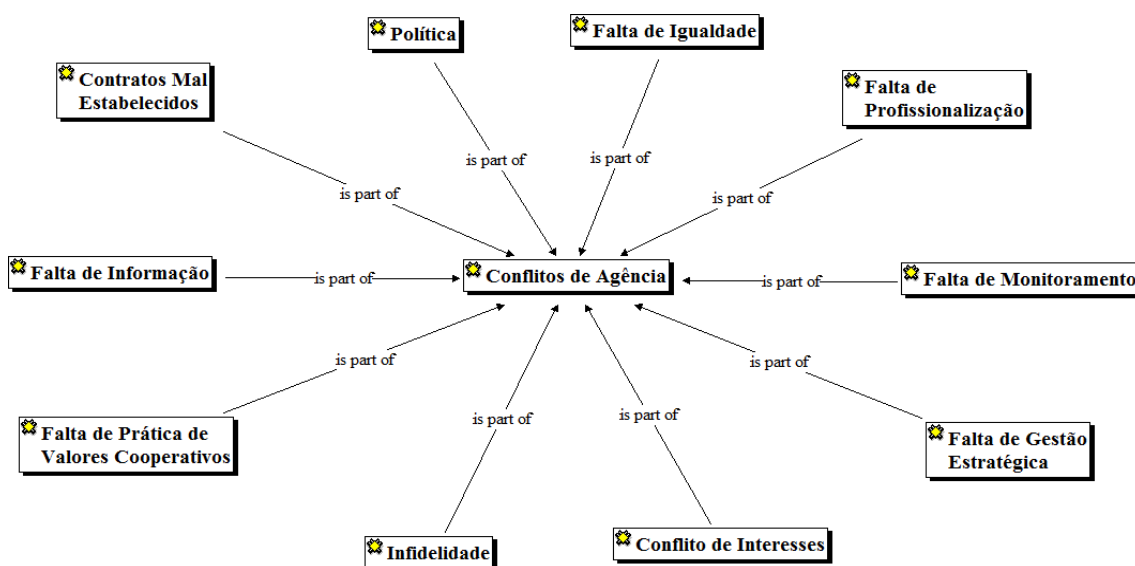 Política
Falta de Igualdade
Contratos Mal
Estabelecidos
Falta de
Profissionalização
is part of
is part of
is part of
is part of
Falta de Informação
is part of
Conflitos de Agência
is part of
Falta de Monitoramento
is part of
is part of
is part of
is part of
Falta de Prática de
Valores Cooperativos
Falta de Gestão
Estratégica
Infidelidade
Conflito de Interesses